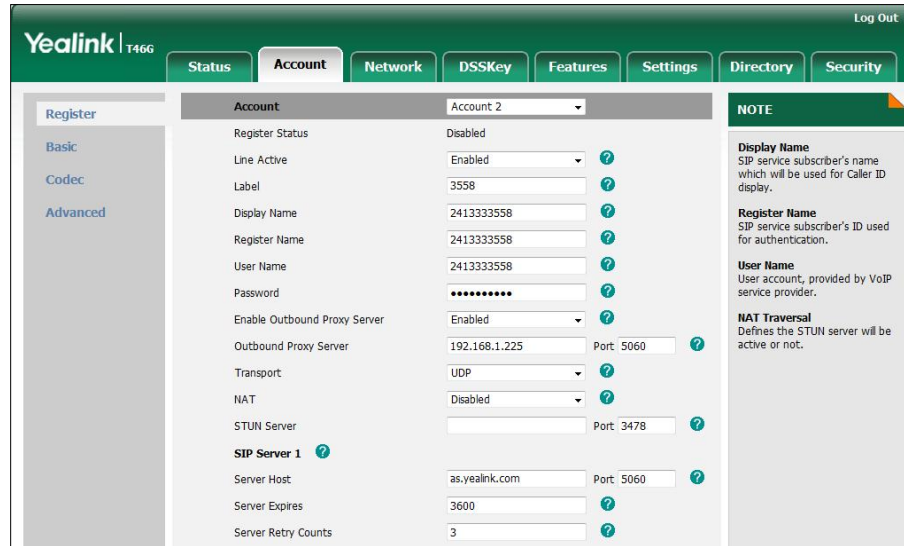 Log Out
Yealink T46G
Status Account Network DSSKey Features Settings Directory Security
Register
Basic
Codec
Advanced
Account Account 2
Register Status Disabled
Line Active Enabled
Label 3558
Display Name 2413333558
Register Name 2413333558
User Name 2413333558
Password ••••••••••
Enable Outbound Proxy Server Enabled
Outbound Proxy Server 192.168.1.225 Port 5060
Transport UDP
NAT Disabled
STUN Server Port 3478
SIP Server 1
Server Host as.yealink.com Port 5060
Server Expires 3600
Server Retry Counts 3
NOTE
Display Name
SIP service subscriber's name
which will be used for Caller ID
display.
Register Name
SIP service subscriber's ID used
for authentication.
User Name
User account, provided by VoIP
service provider.
NAT Traversal
Defines the STUN server will be
active or not.